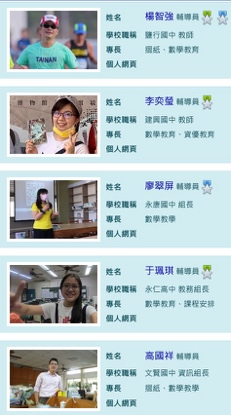 姓名 楊智強 輔導員
學校職稱 鹽行國中 教師
專長 摺紙、數學教育
個人網頁
TAINAN
姓名 李奕瑩 輔導員
學校職稱 建興國中 教師
專長 數學教育、資優教育
個人網頁
姓名 廖翠屏 輔導員
學校職稱 永康國中 組長
專長 數學教學
個人網頁
姓名 于珮琪 輔導員
學校職稱 永仁高中 教務組長
專長 數學教育、課程安排
個人網頁
姓名 高國祥 輔導員
學校職稱 文賢國中 資訊組長
專長 摺紙、數學教學
個人網頁